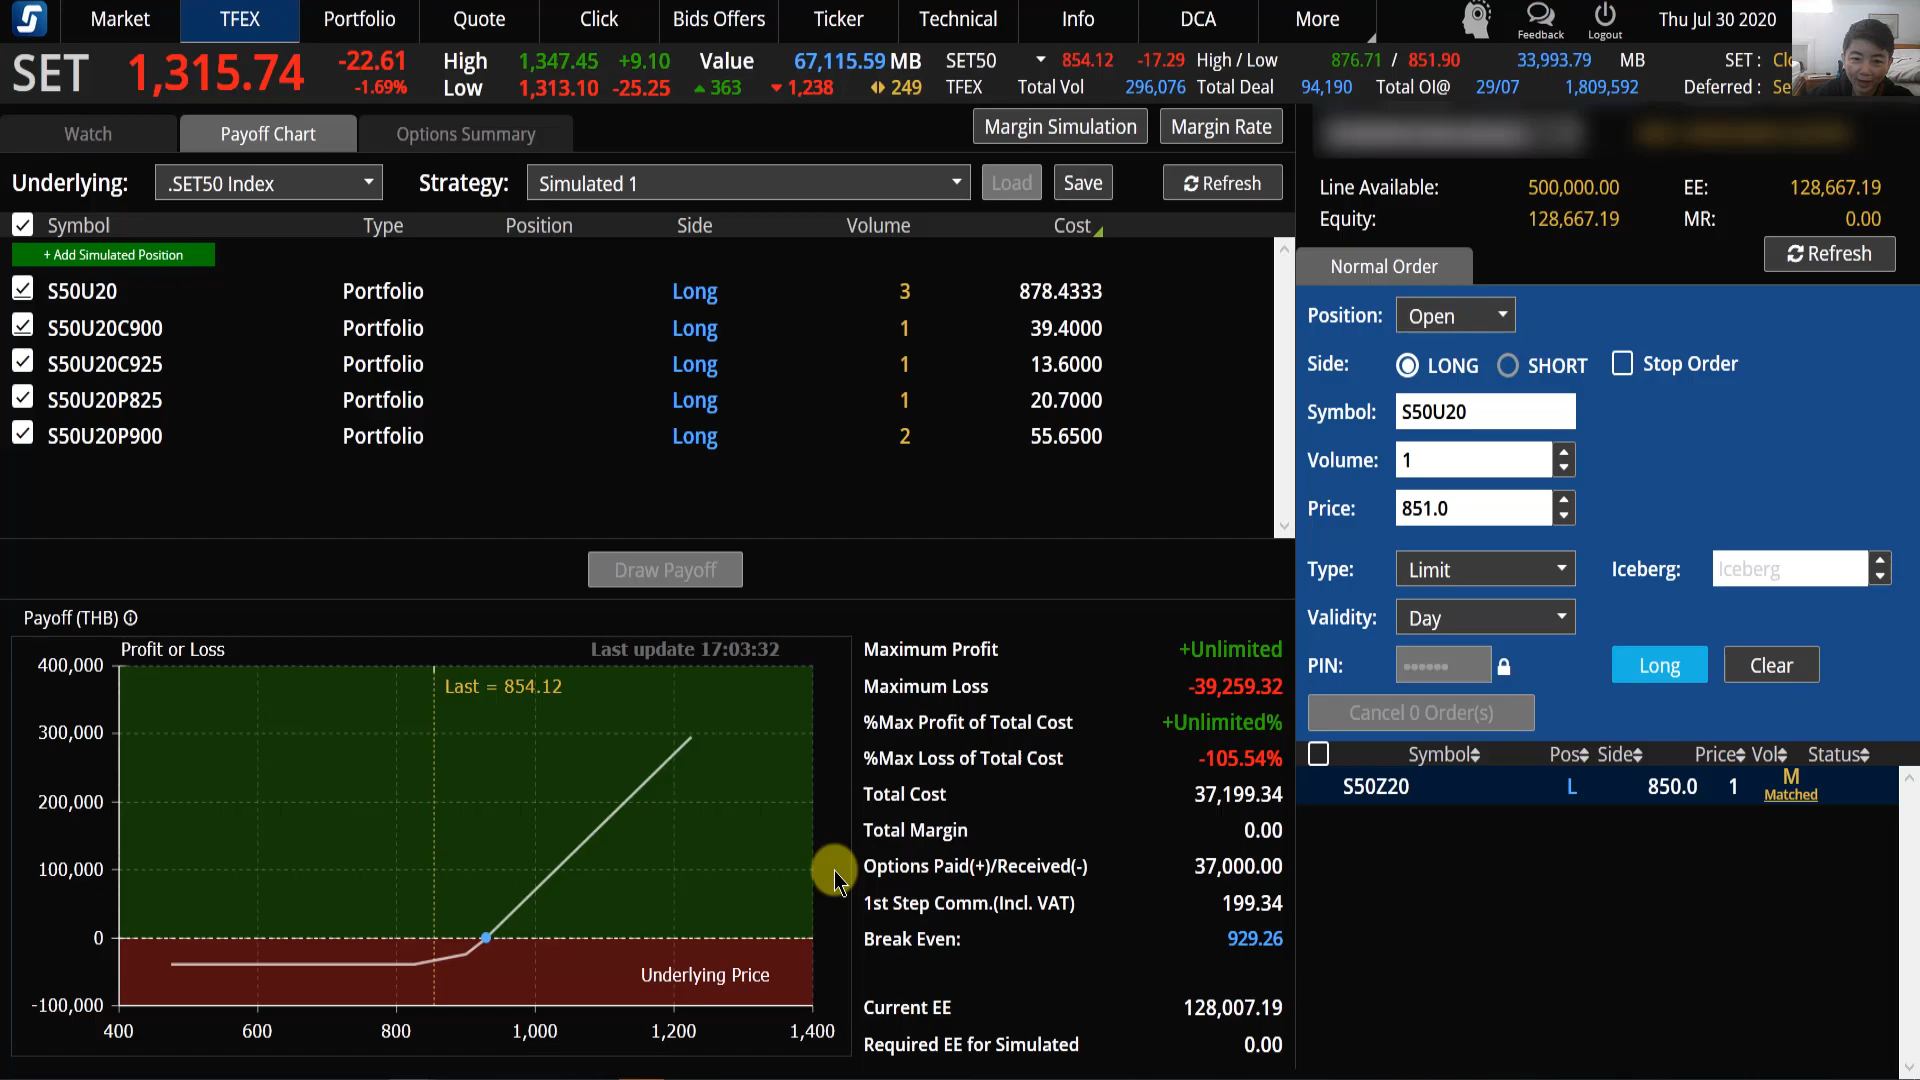 Market TFEX Portfolio Quote Click Bids Offers Ticker Technical Info DCA More Feedback Logout Thu Jul 30 2020
SET 1,315.74 -22.61 -1.69%
High 1,347.45 +9.10 Value 67,115.59 MB
Low 1,313.10 -25.25 363 1,238 249
SET50 854.12 -17.29 High / Low 876.71 / 851.90 33,993.79 MB SET :
TFEX Total Vol 296,076 Total Deal 94,190 Total OI@ 29/07 1,809,592 Deferred :
Watch Payoff Chart Options Summary Margin Simulation Margin Rate
Underlying: .SET50 Index Strategy: Simulated 1 Load Save Refresh
Symbol Type Position Side Volume Cost
+ Add Simulated Position
S50U20 Portfolio Long 3 878.4333
S50U20C900 Portfolio Long 1 39.4000
S50U20C925 Portfolio Long 1 13.6000
S50U20P825 Portfolio Long 1 20.7000
S50U20P900 Portfolio Long 2 55.6500
Draw Payoff
Payoff (THB)
Profit or Loss Last update 17:03:32
Last = 854.12
400,000
300,000
200,000
100,000
0
-100,000
Underlying Price
400 600 800 1,000 1,200 1,400
Maximum Profit +Unlimited
Maximum Loss -39,259.32
%Max Profit of Total Cost +Unlimited%
%Max Loss of Total Cost -105.54%
Total Cost 37,199.34
Total Margin 0.00
Options Paid(+)/Received(-) 37,000.00
1st Step Comm.(Incl. VAT) 199.34
Break Even: 929.26
Current EE 128,007.19
Required EE for Simulated 0.00
Line Available: 500,000.00 EE: 128,667.19
Equity: 128,667.19 MR: 0.00
Refresh
Normal Order
Position: Open
Side: LONG SHORT Stop Order
Symbol: S50U20
Volume: 1
Price: 851.0
Type: Limit Iceberg: Iceberg
Validity: Day
PIN: Long Clear
Cancel 0 Order(s)
Symbol Pos Side Price Vol Status
S50Z20 L 850.0 1 M
Matched